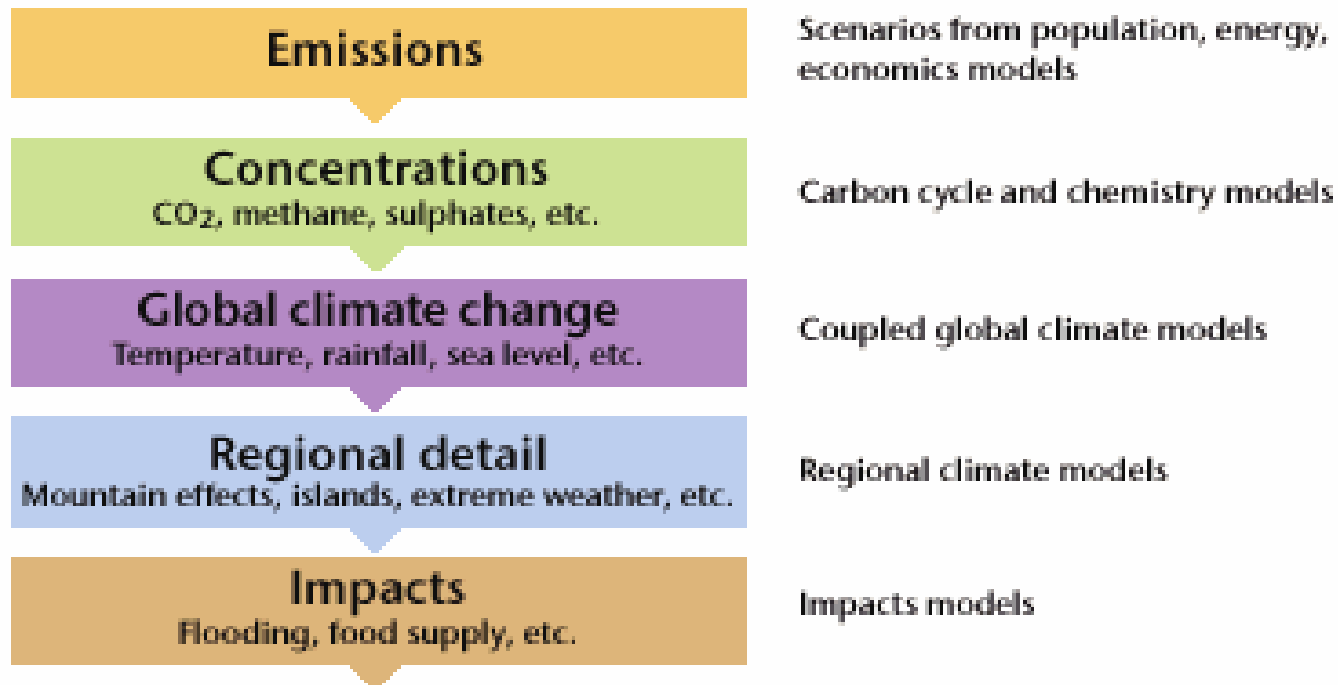 Emissions
Scenarios from population, energy,
economics models
Concentrations
CO₂, methane, sulphates, etc.
Carbon cycle and chemistry models
Global climate change
Temperature, rainfall, sea level, etc.
Coupled global climate models
Regional detail
Mountain effects, islands, extreme weather, etc.
Regional climate models
Impacts
Flooding, food supply, etc.
Impacts models